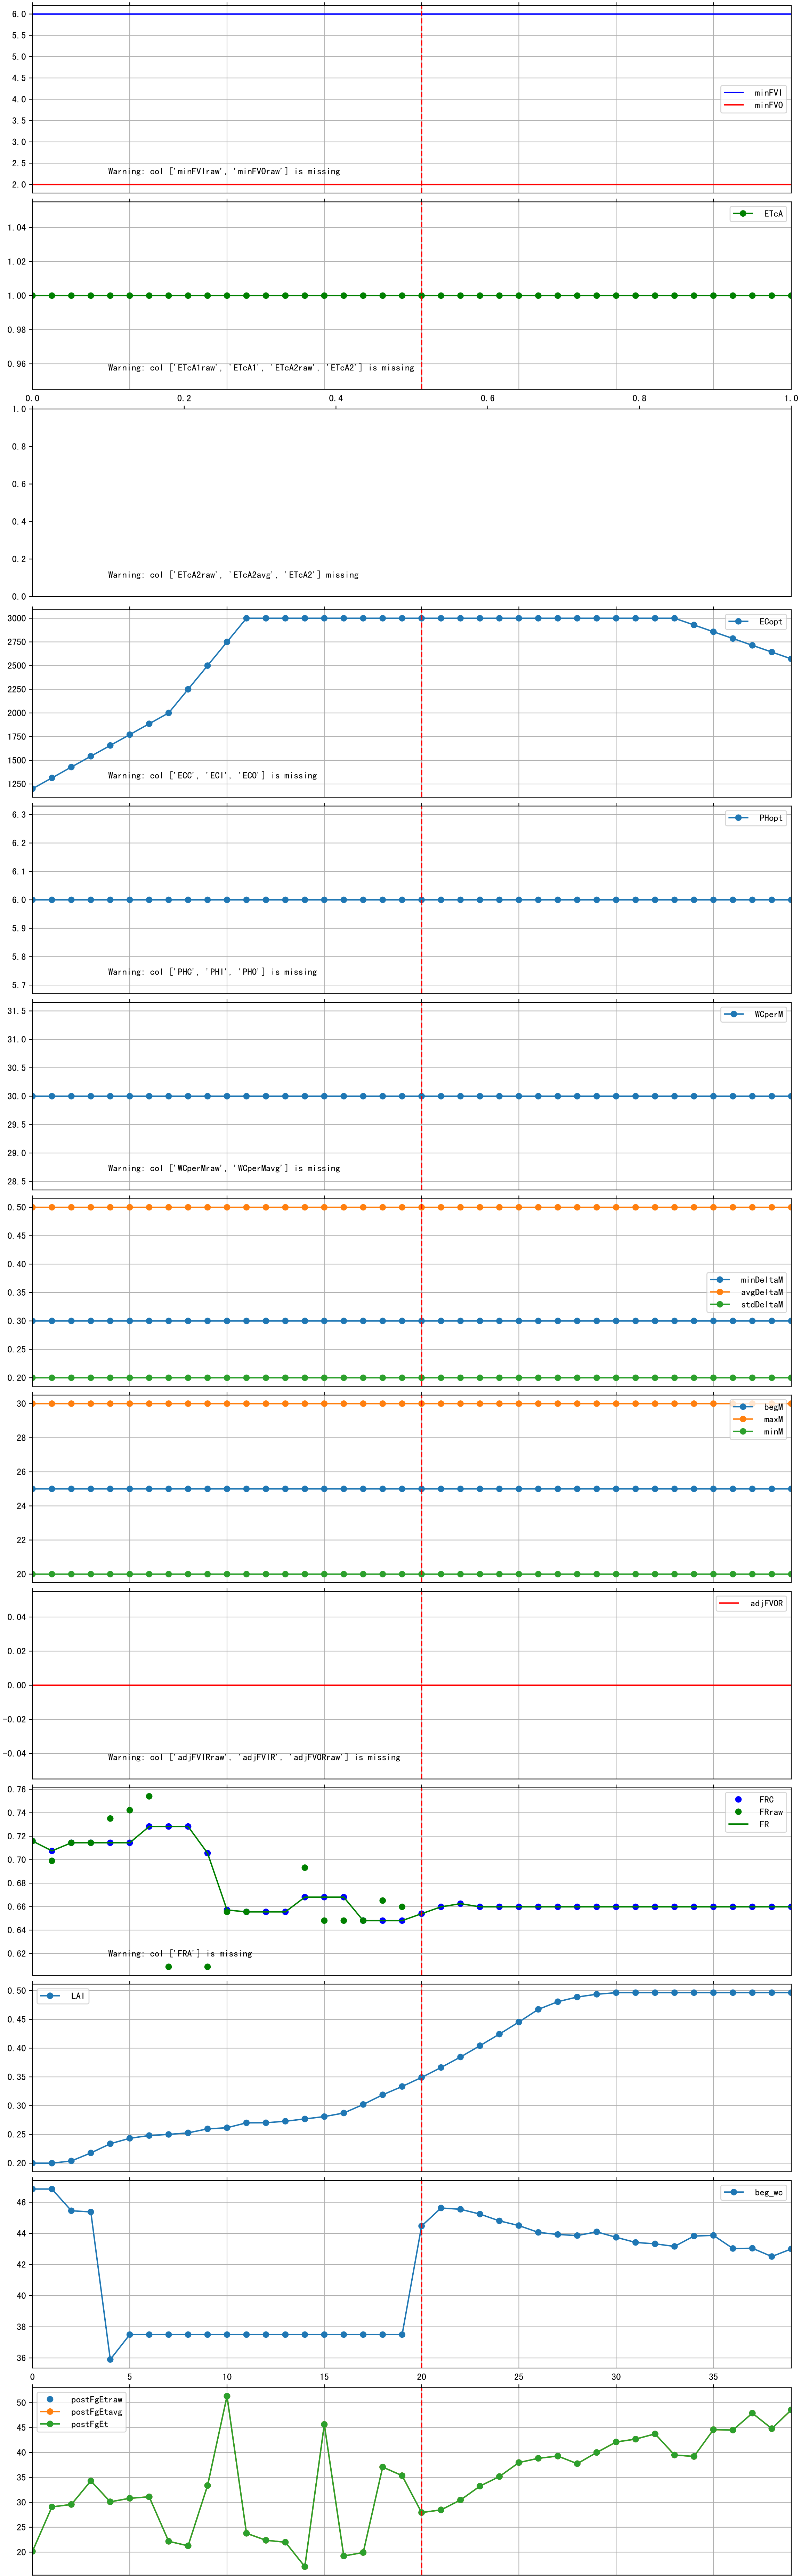 6.0
5.5
5.0
4.5
4.0
3.5
3.0
2.5
2.0
minFVI
minFVO
Warning: col ['minFVIraw', 'minFVOraw'] is missing
1.04
1.02
1.00
0.98
0.96
ETcA
Warning: col ['ETcA1raw', 'ETcA1', 'ETcA2raw', 'ETcA2'] is missing
0.0 0.2 0.4 0.6 0.8 1.0
1.0
0.8
0.6
0.4
0.2
0.0
Warning: col ['ETcA2raw', 'ETcA2avg', 'ETcA2'] missing
3000
2750
2500
2250
2000
1750
1500
1250
ECopt
Warning: col ['ECC', 'ECI', 'ECO'] is missing
6.3
6.2
6.1
6.0
5.9
5.8
5.7
PHopt
Warning: col ['PHC', 'PHI', 'PHO'] is missing
31.5
31.0
30.5
30.0
29.5
29.0
28.5
WCperM
Warning: col ['WCperMraw', 'WCperMavg'] is missing
0.50
0.45
0.40
0.35
0.30
0.25
0.20
minDeltaM
avgDeltaM
stdDeltaM
30
28
26
24
22
20
begM
maxM
minM
0.04
0.02
0.00
-0.02
-0.04
adjFVOR
Warning: col ['adjFVIRraw', 'adjFVIR', 'adjFVORraw'] is missing
0.76
0.74
0.72
0.70
0.68
0.66
0.64
0.62
FRC
FRraw
FR
Warning: col ['FRA'] is missing
0.50
0.45
0.40
0.35
0.30
0.25
0.20
LAI
46
44
42
40
38
36
beg_wc
0 5 10 15 20 25 30 35
50
45
40
35
30
25
20
postFgEtraw
postFgEtavg
postFgEt